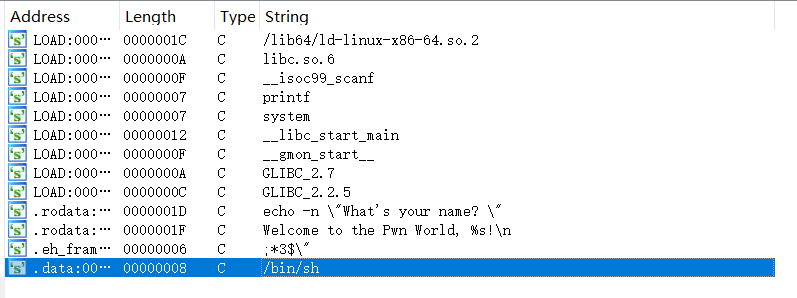 Address Length Type String
LOAD:000… 0000001C C /lib64/ld-linux-x86-64.so.2
LOAD:000… 0000000A C libc.so.6
LOAD:000… 0000000F C __isoc99_scanf
LOAD:000… 00000007 C printf
LOAD:000… 00000007 C system
LOAD:000… 00000012 C __libc_start_main
LOAD:000… 0000000F C __gmon_start__
LOAD:000… 0000000A C GLIBC_2.7
LOAD:000… 0000000C C GLIBC_2.2.5
.rodata:… 0000001D C echo -n \"What's your name? \"
.rodata:… 0000001F C Welcome to the Pwn World, %s!\n
.eh_fram… 00000006 C ;*3$\"
.data:00… 00000008 C /bin/sh